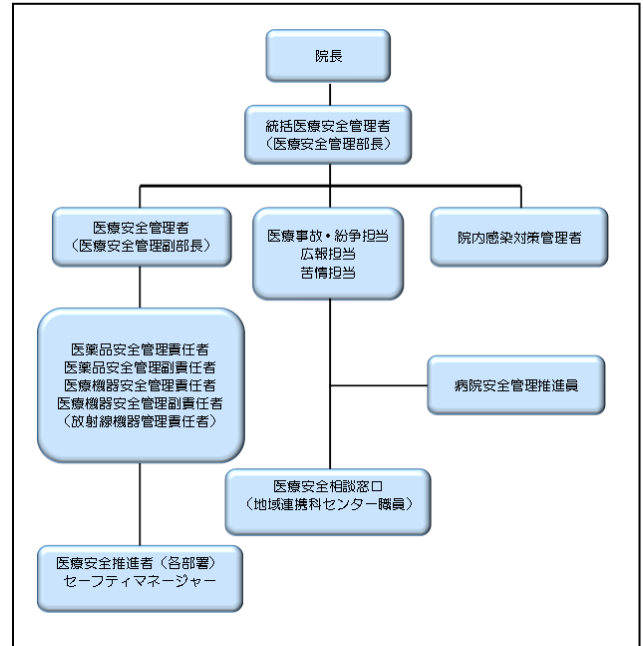 院長
統括医療安全管理者
（医療安全管理部長）
医療安全管理者
（医療安全管理副部長）
医療事故・紛争担当
広報担当
苦情担当
院内感染対策管理者
医薬品安全管理責任者
医薬品安全管理副責任者
医療機器安全管理責任者
医療機器安全管理副責任者
（放射線機器管理責任者）
病院安全管理推進員
医療安全相談窓口
（地域連携科センター職員）
医療安全推進者（各部署）
セーフティマネージャー